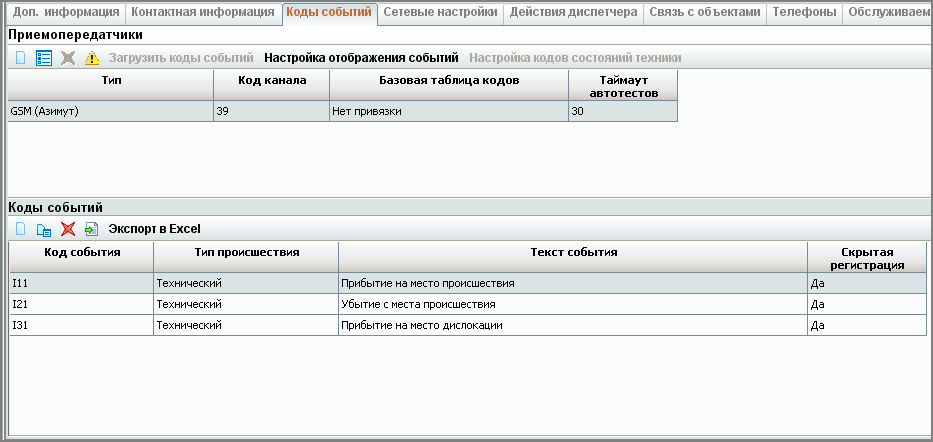 Доп. информация Контактная информация Коды событий Сетевые настройки Действия диспетчера Связь с объектами Телефоны Обслуживаем
Приемопередатчики
Загрузить коды событий Настройка отображения событий Настройка кодов состояний техники
Тип Код канала Базовая таблица кодов Таймаут
автотестов
GSM (Азимут) 39 Нет привязки 30
Коды событий
Экспорт в Excel
Код события Тип происшествия Текст события Скрытая
регистрация
I11 Технический Прибытие на место происшествия Да
I21 Технический Убытие с места происшествия Да
I31 Технический Прибытие на место дислокации Да